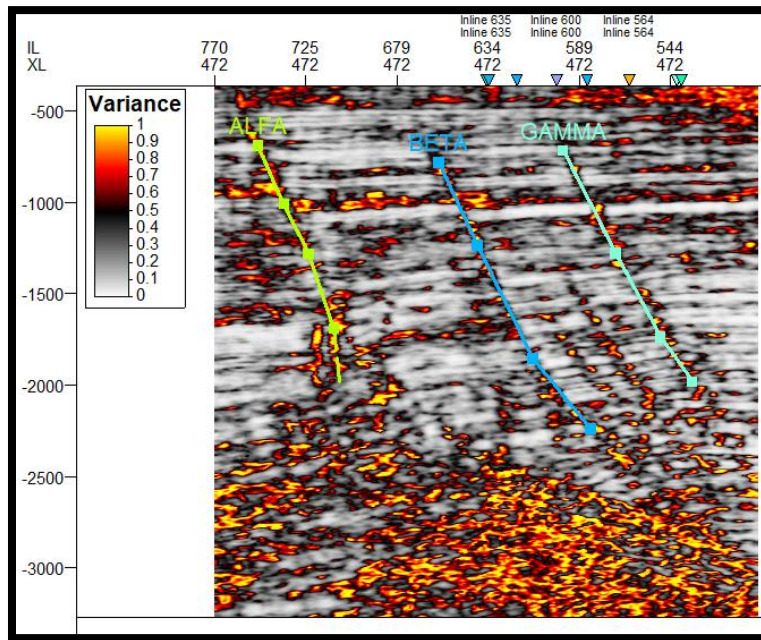 Inline 635 Inline 600 Inline 564
Inline 635 Inline 600 Inline 564
IL 770 725 679 634 589 544
XL 472 472 472 472 472 472
Variance
1
0.9
0.8
0.7
0.6
0.5
0.4
0.3
0.2
0.1
0
ALFA
BETA
GAMMA
-500
-1000
-1500
-2000
-2500
-3000